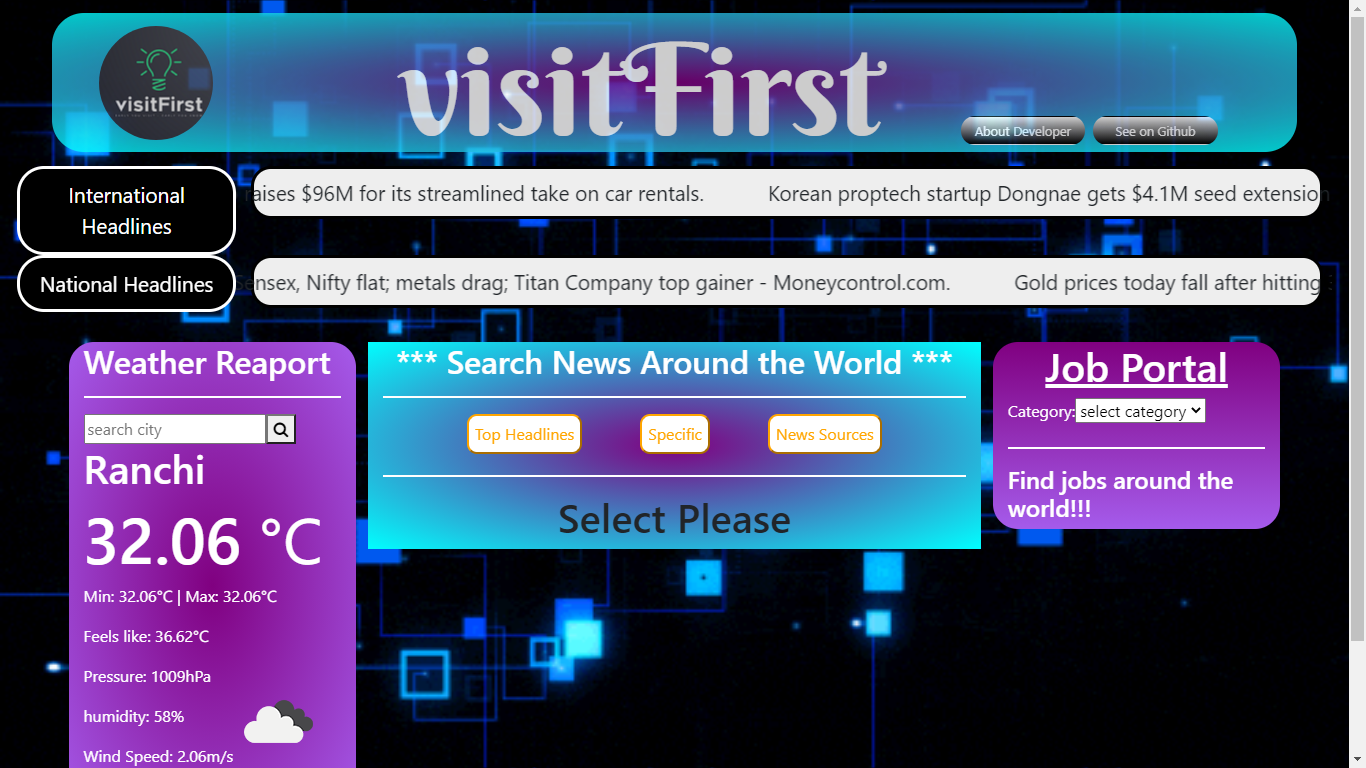 visitFirst
visitFirst
About Developer
See on Github
International
Headlines
raises $96M for its streamlined take on car rentals. Korean proptech startup Dongnae gets $4.1M seed extension
National Headlines
Sensex, Nifty flat; metals drag; Titan Company top gainer - Moneycontrol.com. Gold prices today fall after hitting
Weather Reaport
search city
Ranchi
32.06 °C
Min: 32.06°C | Max: 32.06°C
Feels like: 36.62°C
Pressure: 1009hPa
humidity: 58%
Wind Speed: 2.06m/s
*** Search News Around the World ***
Top Headlines
Specific
News Sources
Select Please
Job Portal
Category: select category
Find jobs around the
world!!!